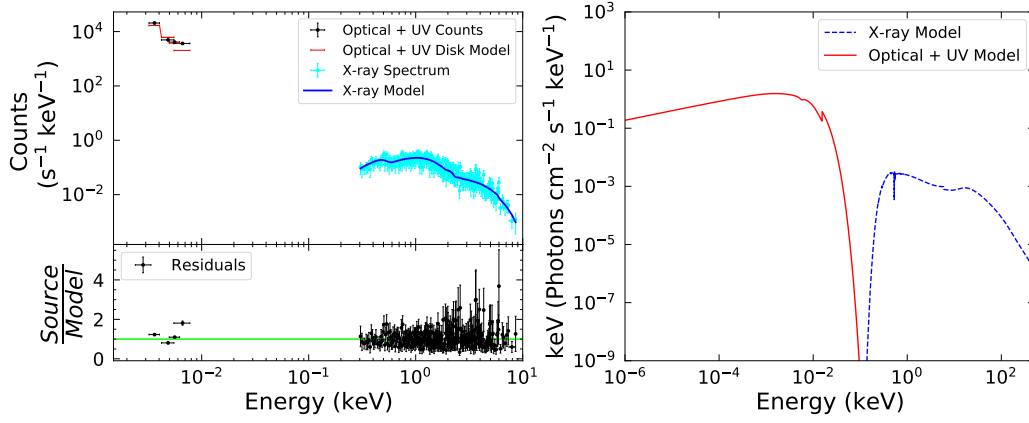 10⁴
10²
10⁰
10⁻²
Counts
(s⁻¹ keV⁻¹)
Optical + UV Counts
Optical + UV Disk Model
X-ray Spectrum
X-ray Model
Residuals
Source
Model
4
2
0
10⁻²
10⁻¹
10⁰
10¹
Energy (keV)
10³
10¹
10⁻¹
10⁻³
10⁻⁵
10⁻⁷
10⁻⁹
keV (Photons cm⁻² s⁻¹ keV⁻¹)
X-ray Model
Optical + UV Model
10⁻⁶
10⁻⁴
10⁻²
10⁰
10²
Energy (keV)